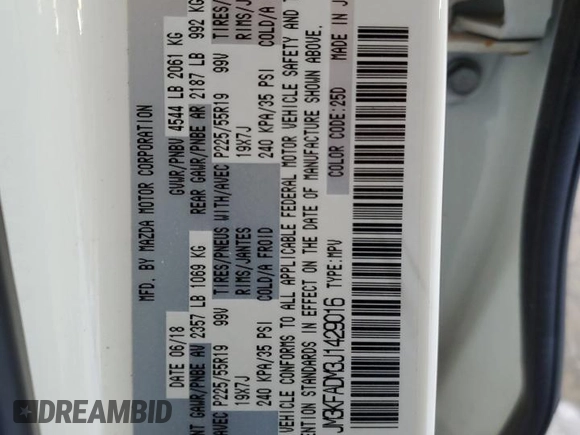 MFD. BY MAZDA MOTOR CORPORATION
DATE 06/18 GVWR/PNBV 4544 LB 2061 KG
NT GAWR/PNBE AV 2357 LB 1069 KG REAR GAWR/PNBE AR 2187 LB 992 KG
AVEC P225/55R19 99V TIRES/PNEUS WITH/AVEC P225/55R19 99V TIRES/
19X7J RIMS/JANTES 19X7J RIMS/J
240 KPA/35 PSI COLD/A FROID 240 KPA/35 PSI COLD/A
VEHICLE CONFORMS TO ALL APPLICABLE FEDERAL MOTOR VEHICLE SAFETY AND T
ENTION STANDARDS IN EFFECT ON THE DATE OF MANUFACTURE SHOWN ABOVE.
JM3KFADM3J1429016 TYPE:MPV COLOR CODE:25D MADE IN J
DEALER HISTORY
.com